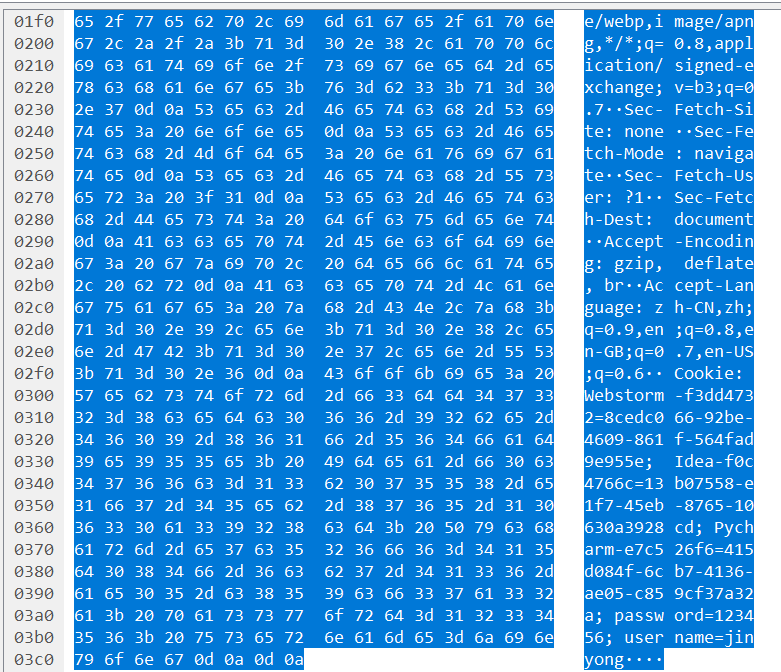 01f0 65 2f 77 65 62 70 2c 69 6d 61 67 65 2f 61 70 6e e/webp,image/apn
0200 67 2c 2a 2f 2a 3b 71 3d 30 2e 38 2c 61 70 70 6c g,*/*;q=0.8,appl
0210 69 63 61 74 69 6f 6e 2f 73 69 67 6e 65 64 2d 65 ication/signed-e
0220 78 63 68 61 6e 67 65 3b 76 3d 62 33 3b 71 3d 30 xchange;v=b3;q=0
0230 2e 37 0d 0a 53 65 63 2d 46 65 74 63 68 2d 53 69 .7··Sec-Fetch-Si
0240 74 65 3a 20 6e 6f 6e 65 0d 0a 53 65 63 2d 46 65 te: none··Sec-Fe
0250 74 63 68 2d 4d 6f 64 65 3a 20 6e 61 76 69 67 61 tch-Mode: naviga
0260 74 65 0d 0a 53 65 63 2d 46 65 74 63 68 2d 55 73 te··Sec-Fetch-Us
0270 65 72 3a 20 3f 31 0d 0a 53 65 63 2d 46 65 74 63 er: ?1··Sec-Fetc
0280 68 2d 44 65 73 74 3a 20 64 6f 63 75 6d 65 6e 74 h-Dest: document
0290 0d 0a 41 63 63 65 70 74 2d 45 6e 63 6f 64 69 6e ··Accept-Encodin
02a0 67 3a 20 67 7a 69 70 2c 20 64 65 66 6c 61 74 65 g: gzip, deflate
02b0 2c 20 62 72 0d 0a 41 63 63 65 70 74 2d 4c 61 6e , br··Accept-Lan
02c0 67 75 61 67 65 3a 20 7a 68 2d 43 4e 2c 7a 68 3b guage: zh-CN,zh;
02d0 71 3d 30 2e 39 2c 65 6e 3b 71 3d 30 2e 38 2c 65 q=0.9,en;q=0.8,e
02e0 6e 2d 47 42 3b 71 3d 30 2e 37 2c 65 6e 2d 55 53 n-GB;q=0.7,en-US
02f0 3b 71 3d 30 2e 36 0d 0a 43 6f 6f 6b 69 65 3a 20 ;q=0.6··Cookie:
0300 57 65 62 73 74 6f 72 6d 2d 66 33 64 64 34 37 33 Webstorm-f3dd473
0310 32 3d 38 63 65 64 63 30 36 36 2d 39 32 62 65 2d 2=8cedc066-92be-
0320 34 36 30 39 2d 38 36 31 66 2d 35 36 34 66 61 64 4609-861f-564fad
0330 39 65 39 35 35 65 3b 20 49 64 65 61 2d 66 30 63 9e955e; Idea-f0c
0340 34 37 36 36 63 3d 31 33 62 30 37 35 35 38 2d 65 4766c=13b07558-e
0350 31 66 37 2d 34 35 65 62 2d 38 37 36 35 2d 31 30 1f7-45eb-8765-10
0360 36 33 30 61 33 39 32 38 63 64 3b 20 50 79 63 68 630a3928cd; Pych
0370 61 72 6d 2d 65 37 63 35 32 36 66 36 3d 34 31 35 arm-e7c526f6=415
0380 64 30 38 34 66 2d 36 63 62 37 2d 34 31 33 36 2d d084f-6cb7-4136-
0390 61 65 30 35 2d 63 38 35 39 63 66 33 37 61 33 32 ae05-c859cf37a32
03a0 61 3b 20 70 61 73 73 77 6f 72 64 3d 31 32 33 34 a; password=1234
03b0 35 36 3b 20 75 73 65 72 6e 61 6d 65 3d 6a 69 6e 56; username=jin
03c0 79 6f 6e 67 0d 0a 0d 0a yong····